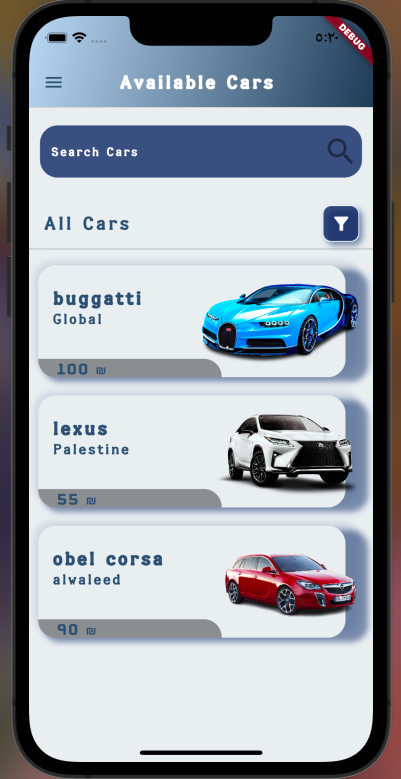 ٥:٢٠
DEBUG
Available Cars
Search Cars
All Cars
buggatti
Global
100 ₪
lexus
Palestine
55 ₪
obel corsa
alwaleed
90 ₪